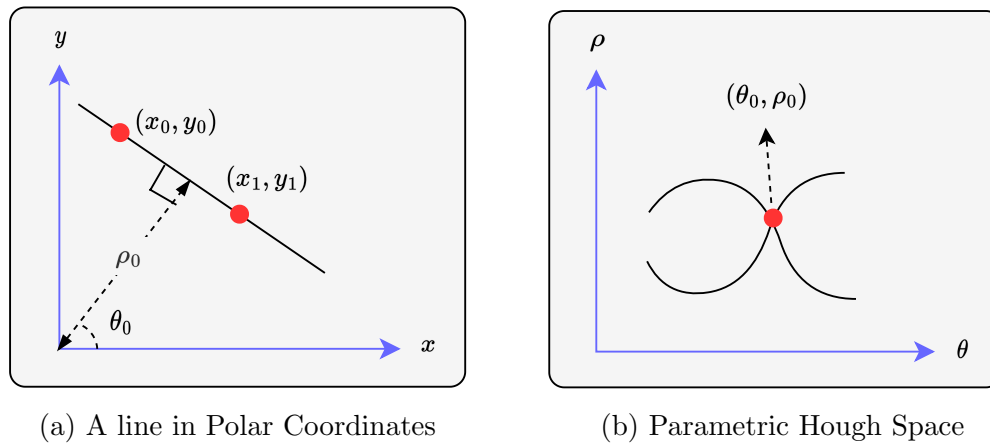 y
(x₀, y₀)
(x₁, y₁)
ρ₀
θ₀
x
(a) A line in Polar Coordinates
ρ
(θ₀, ρ₀)
θ
(b) Parametric Hough Space